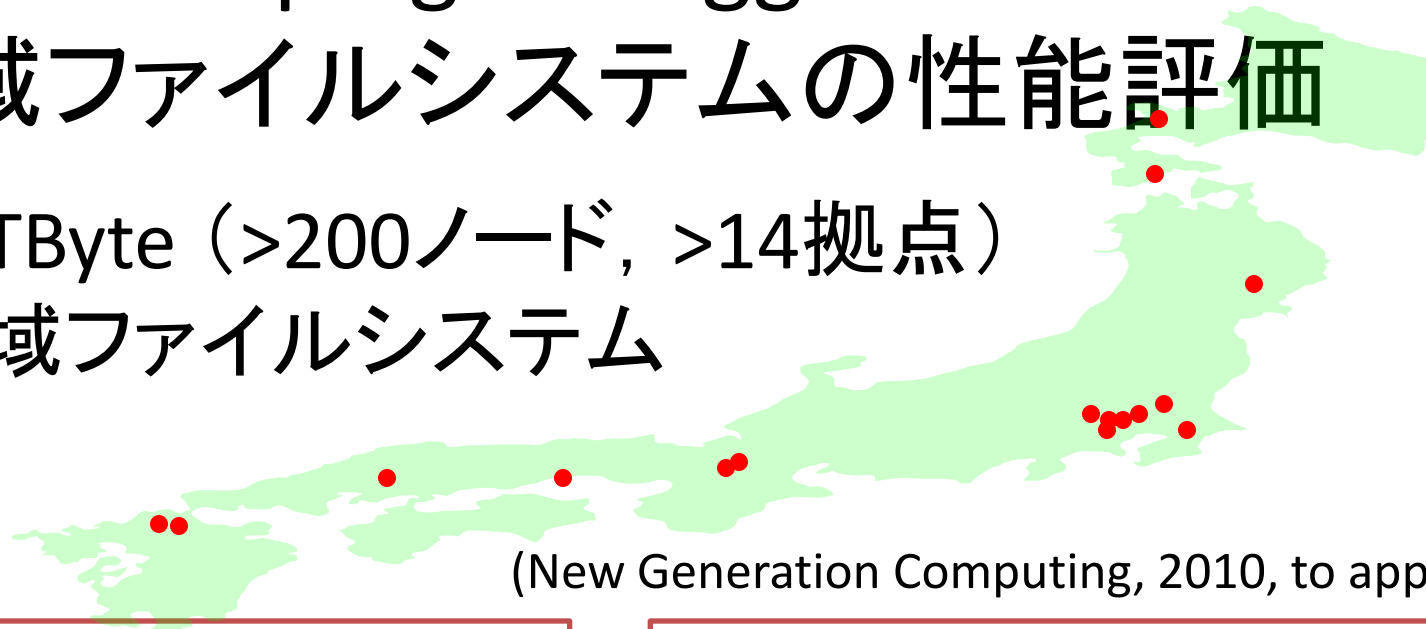 域ファイルシステムの性能評価
TByte（>200ノード，>14拠点）
域ファイルシステム
(New Generation Computing, 2010, to app